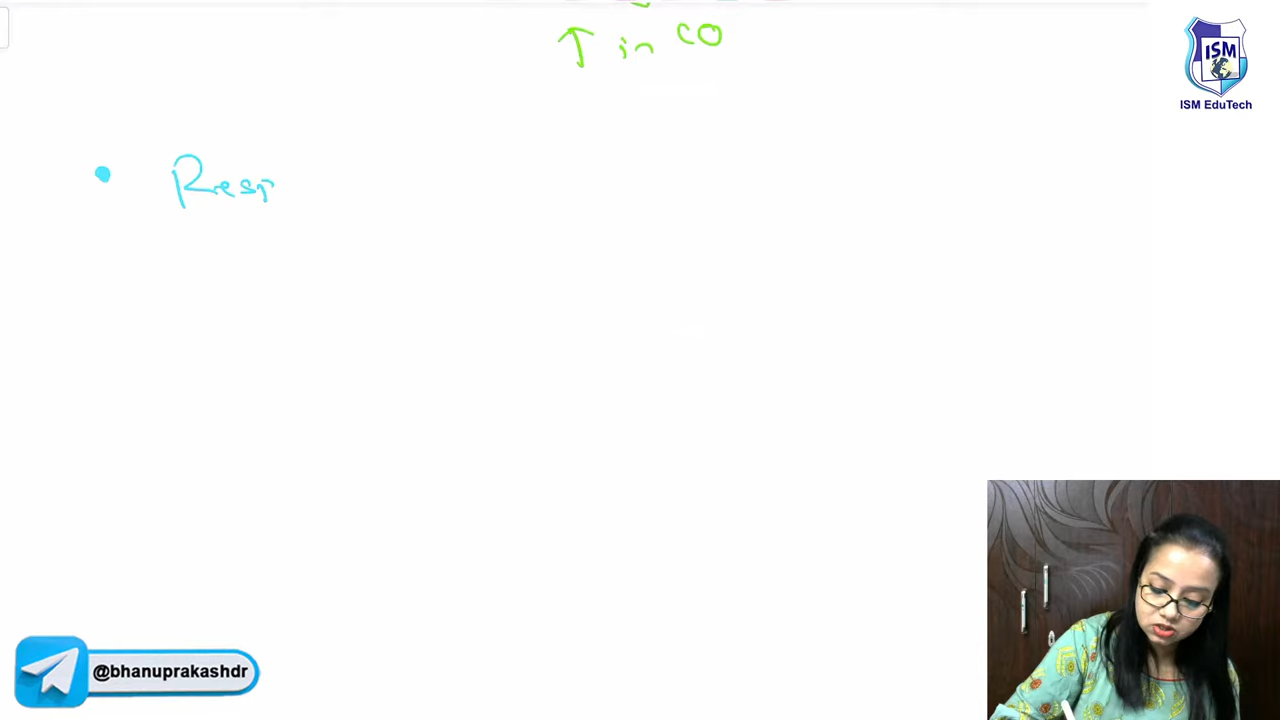 ↑ in CO
ISM
ISM EduTech
• Resp
@bhanuprakashdr